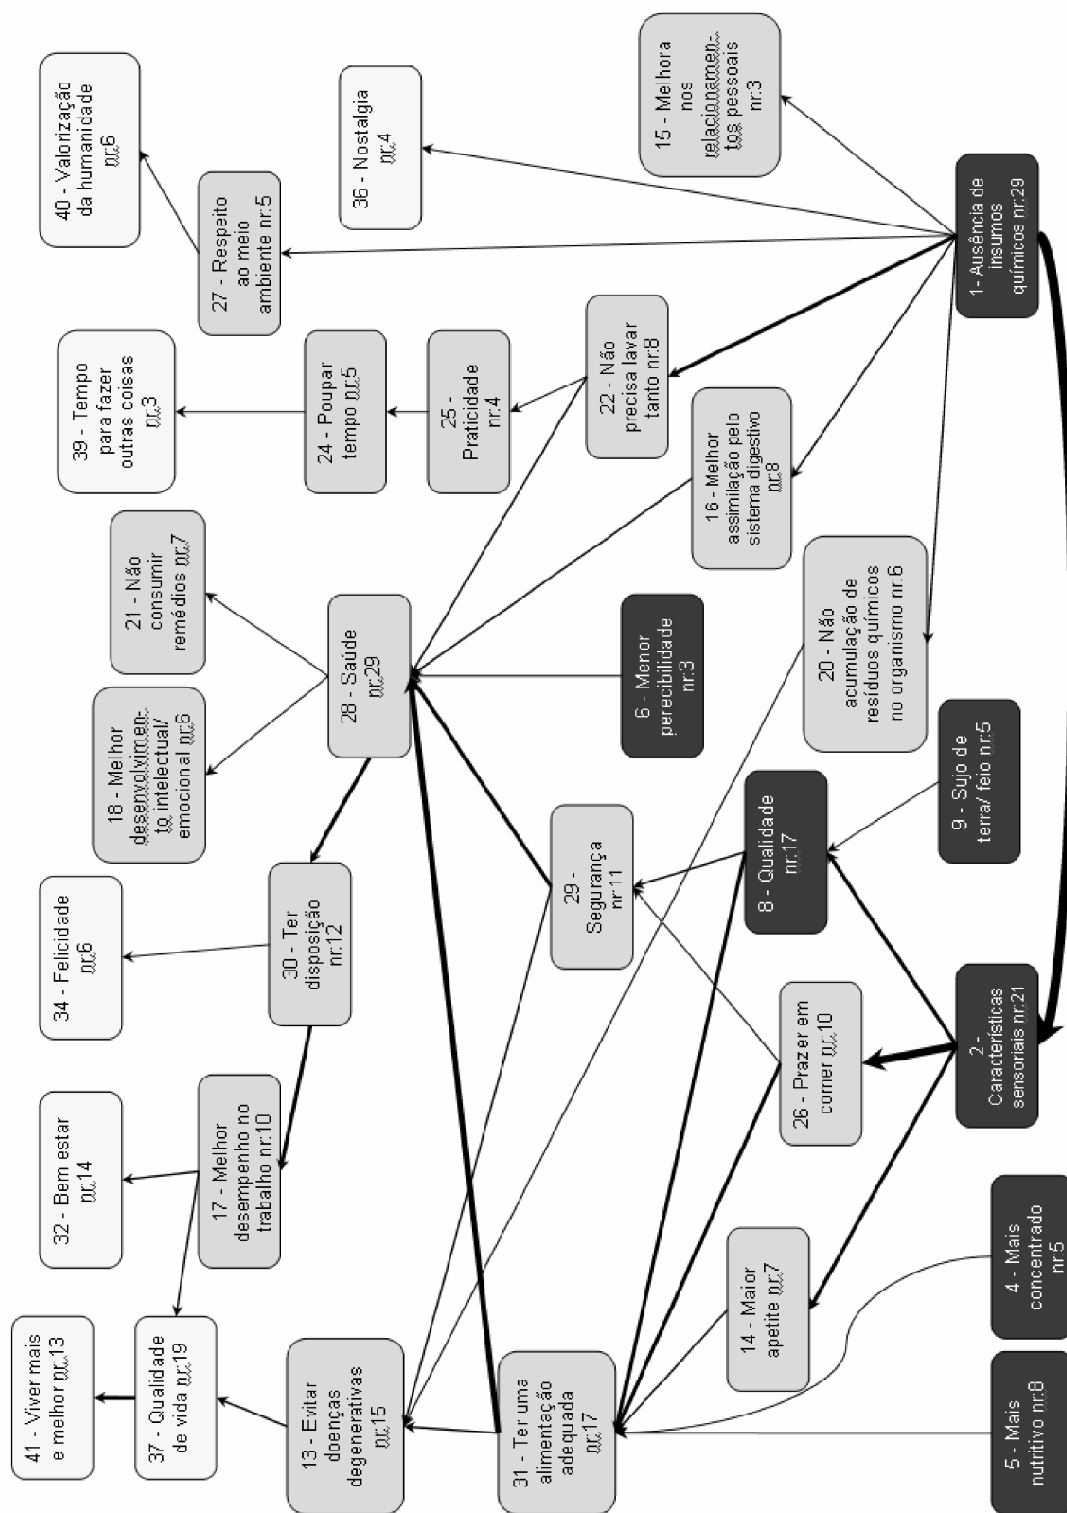 41 - Viver mais
e melhor nr:13
32 - Bem estar
nr:14
34 - Felicidade
nr:6
40 - Valorização
da humanidade
nr:6
39 - Tempo
para fazer
outras coisas
nr:3
18 - Melhor
desenvolvimen-
to intelectual/
emocional nr:6
21 - Não
consumir
remédios nr:7
37 - Qualidade
de vida nr:19
17 - Melhor
desempenho no
trabalho nr:10
27 - Respeito
ao meio
ambiente nr:5
36 - Nostalgia
nr:4
30 - Ter
disposição
nr:12
24 - Poupar
tempo nr:5
13 - Evitar
doenças
degenerativas
nr:15
28 - Saúde
nr:29
25 -
Praticidade
nr:4
31 - Ter uma
alimentação
adequada
nr:17
29 -
Segurança
nr:11
22 - Não
precisa lavar
tanto nr:8
15 - Melhora
nos
relacionamen-
tos pessoais
nr:3
6 - Menor
perecibilidade
nr:3
16 - Melhor
assimilação pelo
sistema digestivo
nr:8
14 - Maior
apetite nr:7
26 - Prazer em
comer nr:10
8 - Qualidade
nr:17
20 - Não
acumulação de
resíduos químicos
no organismo nr:6
5 - Mais
nutritivo nr:8
4 - Mais
concentrado
nr:5
2 -
Características
sensoriais nr:21
9 - Sujo de
terra/ feio nr:5
1- Ausência de
insumos
químicos nr:29